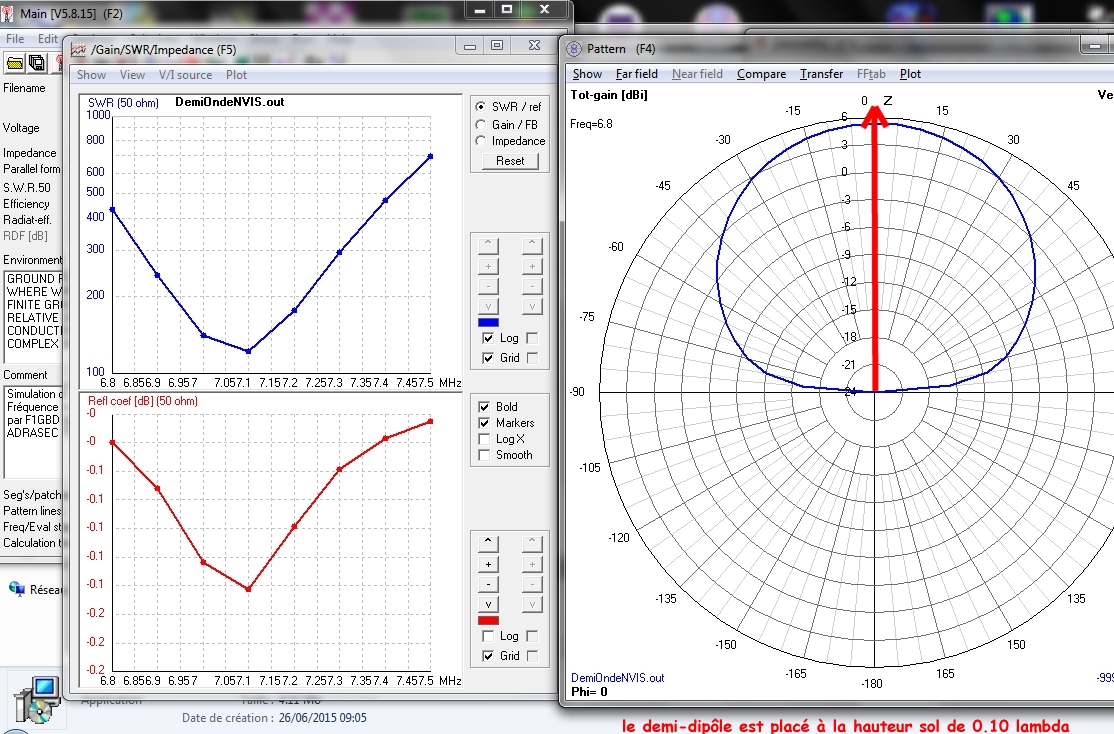 Main [V5.8.15] (F2)
File Edit
Filename
Voltage
Impedance
Parallel form
S.W.R.50
Efficiency
Radiat-eff.
RDF [dB]
Environment
GROUND
WHERE
FINITE
RELATIVE
COMPLEX
Comment
Simulation
Fréquence
par F1GBD
ADRASEC
Seg's/patch
Pattern lines
Freq/Eval
Calculation
/Gain/SWR/Impedance (F5)
Show View V/I source Plot
SWR (50 ohm) DemiOndeNVIS.out
1000
800
600
500
400
300
200
100
6.8 6.85 6.9 6.95 7 7.05 7.1 7.15 7.2 7.25 7.3 7.35 7.4 7.45 7.5 MHz
Refl coef [dB] (50 ohm)
-0
-0
-0.1
-0.1
-0.1
-0.1
-0.1
-0.2
-0.2
-0.2
6.8 6.85 6.9 6.95 7 7.05 7.1 7.15 7.2 7.25 7.3 7.35 7.4 7.45 7.5 MHz
SWR / ref
Gain / FB
Impedance
Reset
^ ^
+ +
- -
v v
Log
Grid
Bold
Markers
Log X
Smooth
^ ^
+ +
- -
v v
Log
Grid
Application
Date de création : 26/06/2015 09:05
Pattern (F4)
Show Far field Near field Compare Transfer FFtab Plot
Tot-gain [dBi]
Freq=6.8
0 Z
-15 15
-30 30
-45 45
-60
-75
-90
-105
-120
-135 135
-150 150
-165 165
-180
6
3
0
-3
-6
-9
-12
-15
-18
-21
-24
DemiOndeNVIS.out
Phi= 0
le demi-dipôle est placé à la hauteur sol de 0.10 lambda